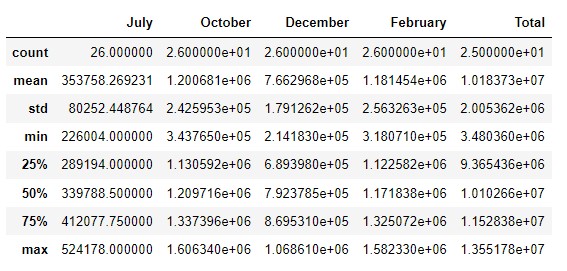 July October December February Total
count 26.000000 2.600000e+01 2.600000e+01 2.600000e+01 2.500000e+01
mean 353758.269231 1.200681e+06 7.662968e+05 1.181454e+06 1.018373e+07
std 80252.448764 2.425953e+05 1.791262e+05 2.563263e+05 2.005362e+06
min 226004.000000 3.437650e+05 2.141830e+05 3.180710e+05 3.480360e+06
25% 289194.000000 1.130592e+06 6.893980e+05 1.122582e+06 9.365436e+06
50% 339788.500000 1.209716e+06 7.923785e+05 1.171838e+06 1.010266e+07
75% 412077.750000 1.337396e+06 8.695310e+05 1.325072e+06 1.152838e+07
max 524178.000000 1.606340e+06 1.068610e+06 1.582330e+06 1.355178e+07